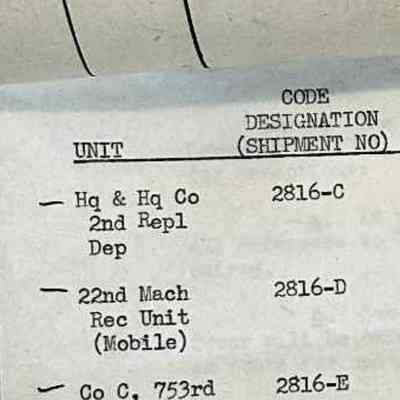 CODE
DESIGNATION
UNIT (SHIPMENT NO)
Hq & Hq Co 2816-C
2nd Repl
Dep
22nd Mach 2816-D
Rec Unit
(Mobile)
Co C, 753rd 2816-E